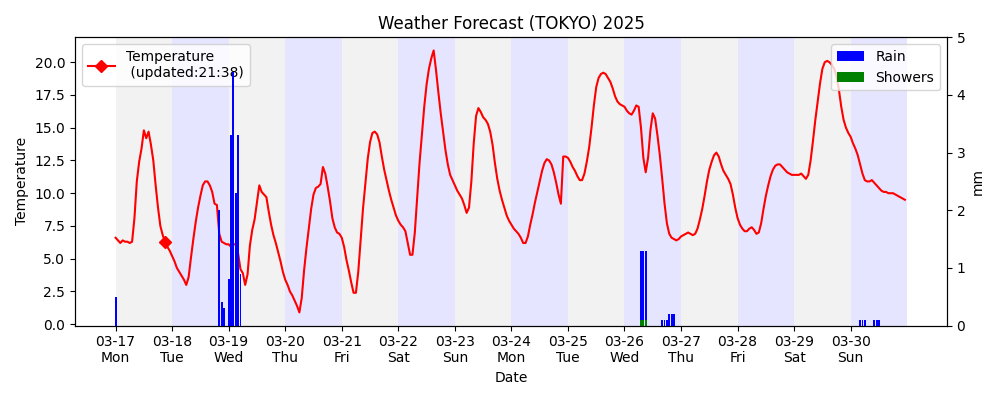 Weather Forecast (TOKYO) 2025
Temperature
(updated:21:38)
Rain
Showers
Temperature
20.0
17.5
15.0
12.5
10.0
7.5
5.0
2.5
0.0
5
4
3
2
1
0
mm
03-17 03-18 03-19 03-20 03-21 03-22 03-23 03-24 03-25 03-26 03-27 03-28 03-29 03-30
Mon Tue Wed Thu Fri Sat Sun Mon Tue Wed Thu Fri Sat Sun
Date